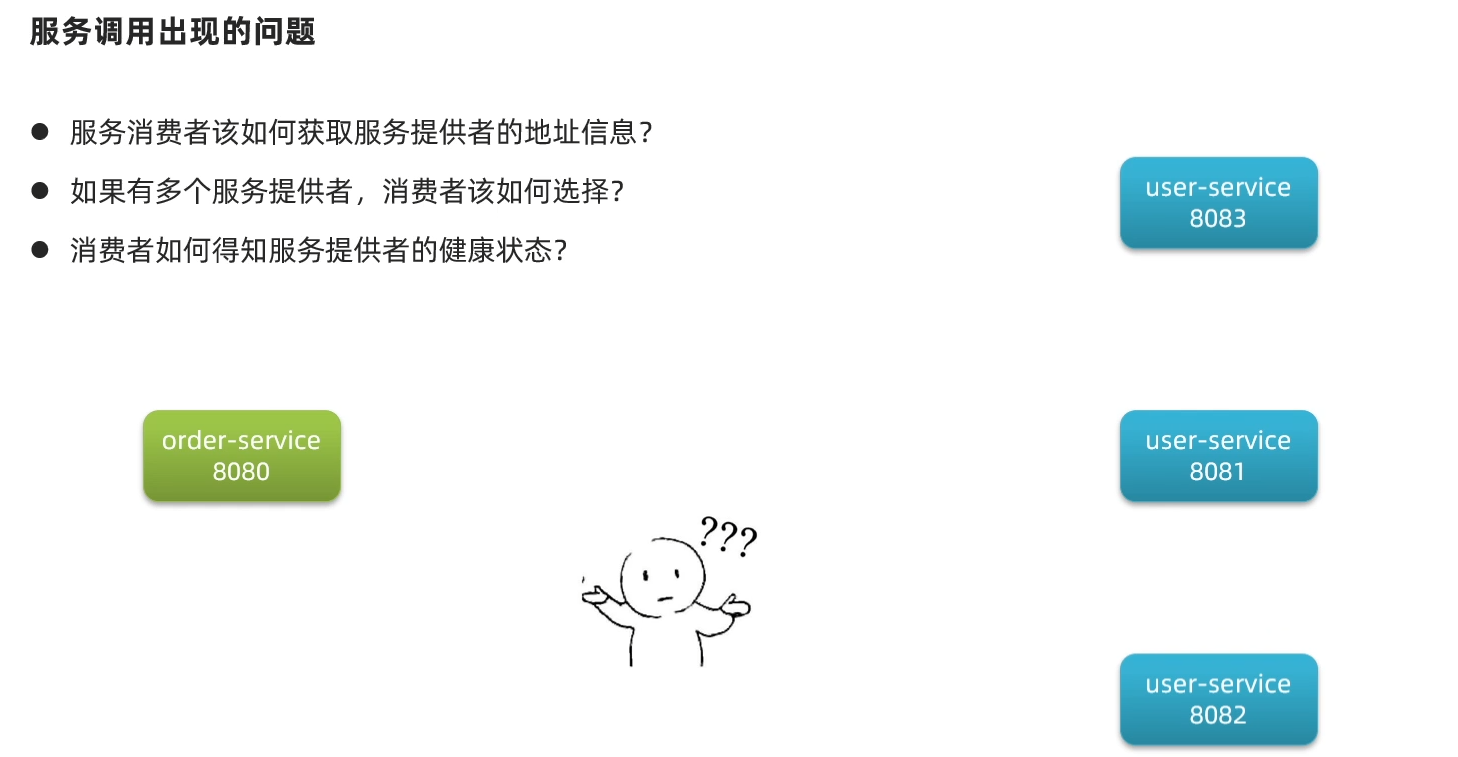 服务调用出现的问题
● 服务消费者该如何获取服务提供者的地址信息？
● 如果有多个服务提供者，消费者该如何选择？
● 消费者如何得知服务提供者的健康状态？
user-service
8083
order-service
8080
user-service
8081
???
user-service
8082